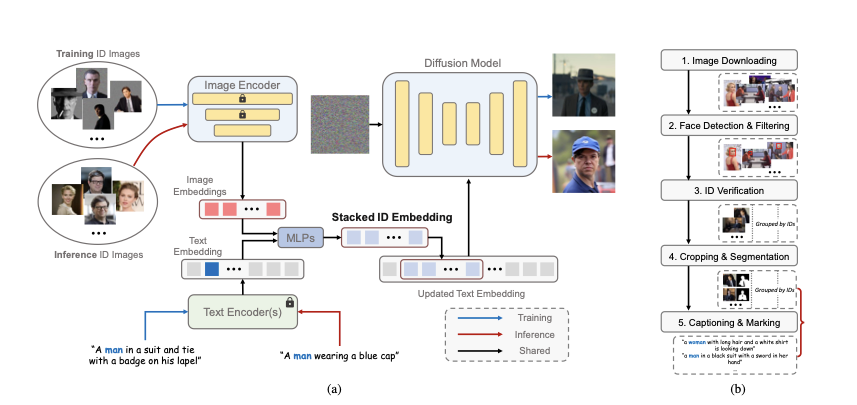 Training ID Images
Inference ID Images
Image Encoder
Image
Embeddings
Text
Embedding
MLPs
Stacked ID Embedding
Text Encoder(s)
"A man in a suit and tie
with a badge on his lapel"
"A man wearing a blue cap"
Diffusion Model
Updated Text Embedding
Training
Inference
Shared
(a)
1. Image Downloading
2. Face Detection & Filtering
3. ID Verification
Grouped by IDs
4. Cropping & Segmentation
Grouped by IDs
5. Captioning & Marking
"a woman with long hair and a white shirt
is looking down"
"a man in a black suit with a sword in her
hand"
...
(b)